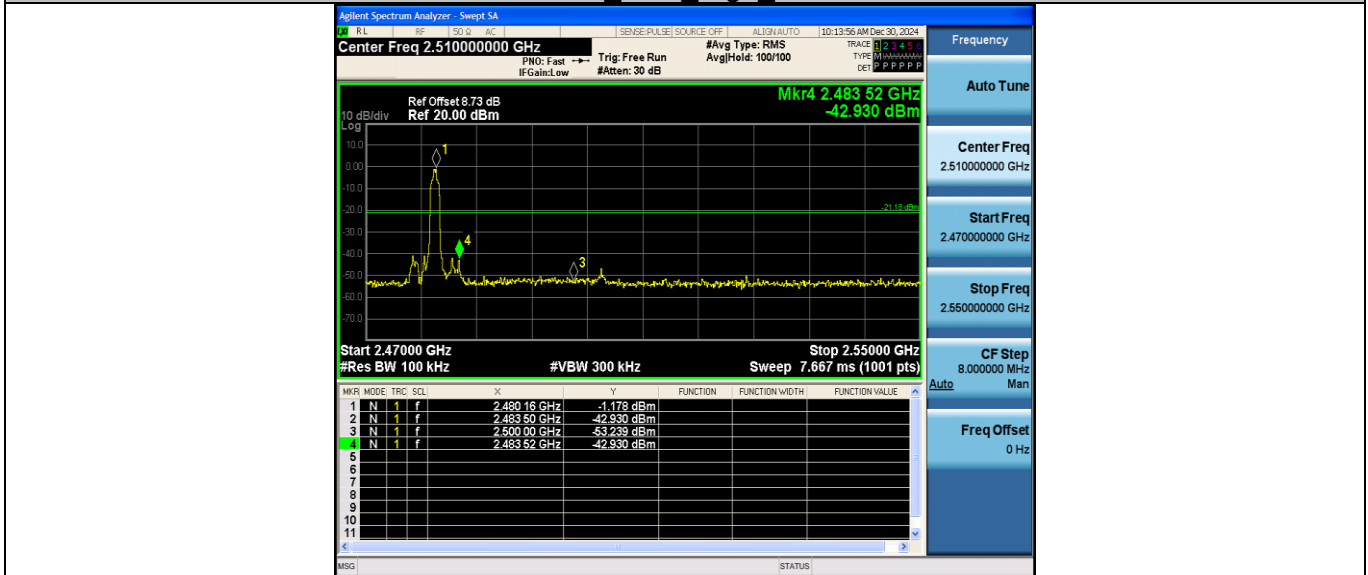 Agilent Spectrum Analyzer - Swept SA
RL RF 50 Ω AC SENSE:PULSE SOURCE OFF ALIGN AUTO 10:13:56 AM Dec 30, 2024
Center Freq 2.510000000 GHz
PNO: Fast
IFGain:Low
Trig: Free Run
#Atten: 30 dB
#Avg Type: RMS
Avg|Hold: 100/100
TRACE 1 2 3 4 5 6
TYPE M
DET P P P P P P
Mkr4 2.483 52 GHz
-42.930 dBm
Ref Offset 8.73 dB
10 dB/div Ref 20.00 dBm
Log
10.0
0.00
-10.0
-20.0
-30.0
-40.0
-50.0
-60.0
-70.0
1
4
3
-21.18 dBm
Start 2.47000 GHz Stop 2.55000 GHz
#Res BW 100 kHz #VBW 300 kHz Sweep 7.667 ms (1001 pts)
MKR MODE TRC SCL X Y FUNCTION FUNCTION WIDTH FUNCTION VALUE
1 N 1 f 2.480 16 GHz -1.178 dBm
2 N 1 f 2.483 50 GHz -42.930 dBm
3 N 1 f 2.500 00 GHz -53.239 dBm
4 N 1 f 2.483 52 GHz -42.930 dBm
5
6
7
8
9
10
11
MSG STATUS
Frequency
Auto Tune
Center Freq
2.510000000 GHz
Start Freq
2.470000000 GHz
Stop Freq
2.550000000 GHz
CF Step
8.000000 MHz
Auto Man
Freq Offset
0 Hz